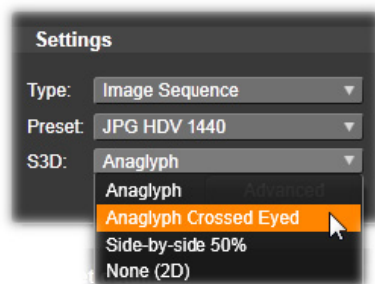 Settings
Type: Image Sequence
Preset: JPG HDV 1440
S3D: Anaglyph
Anaglyph
Advanced
Anaglyph Crossed Eyed
Side-by-side 50%
None (2D)